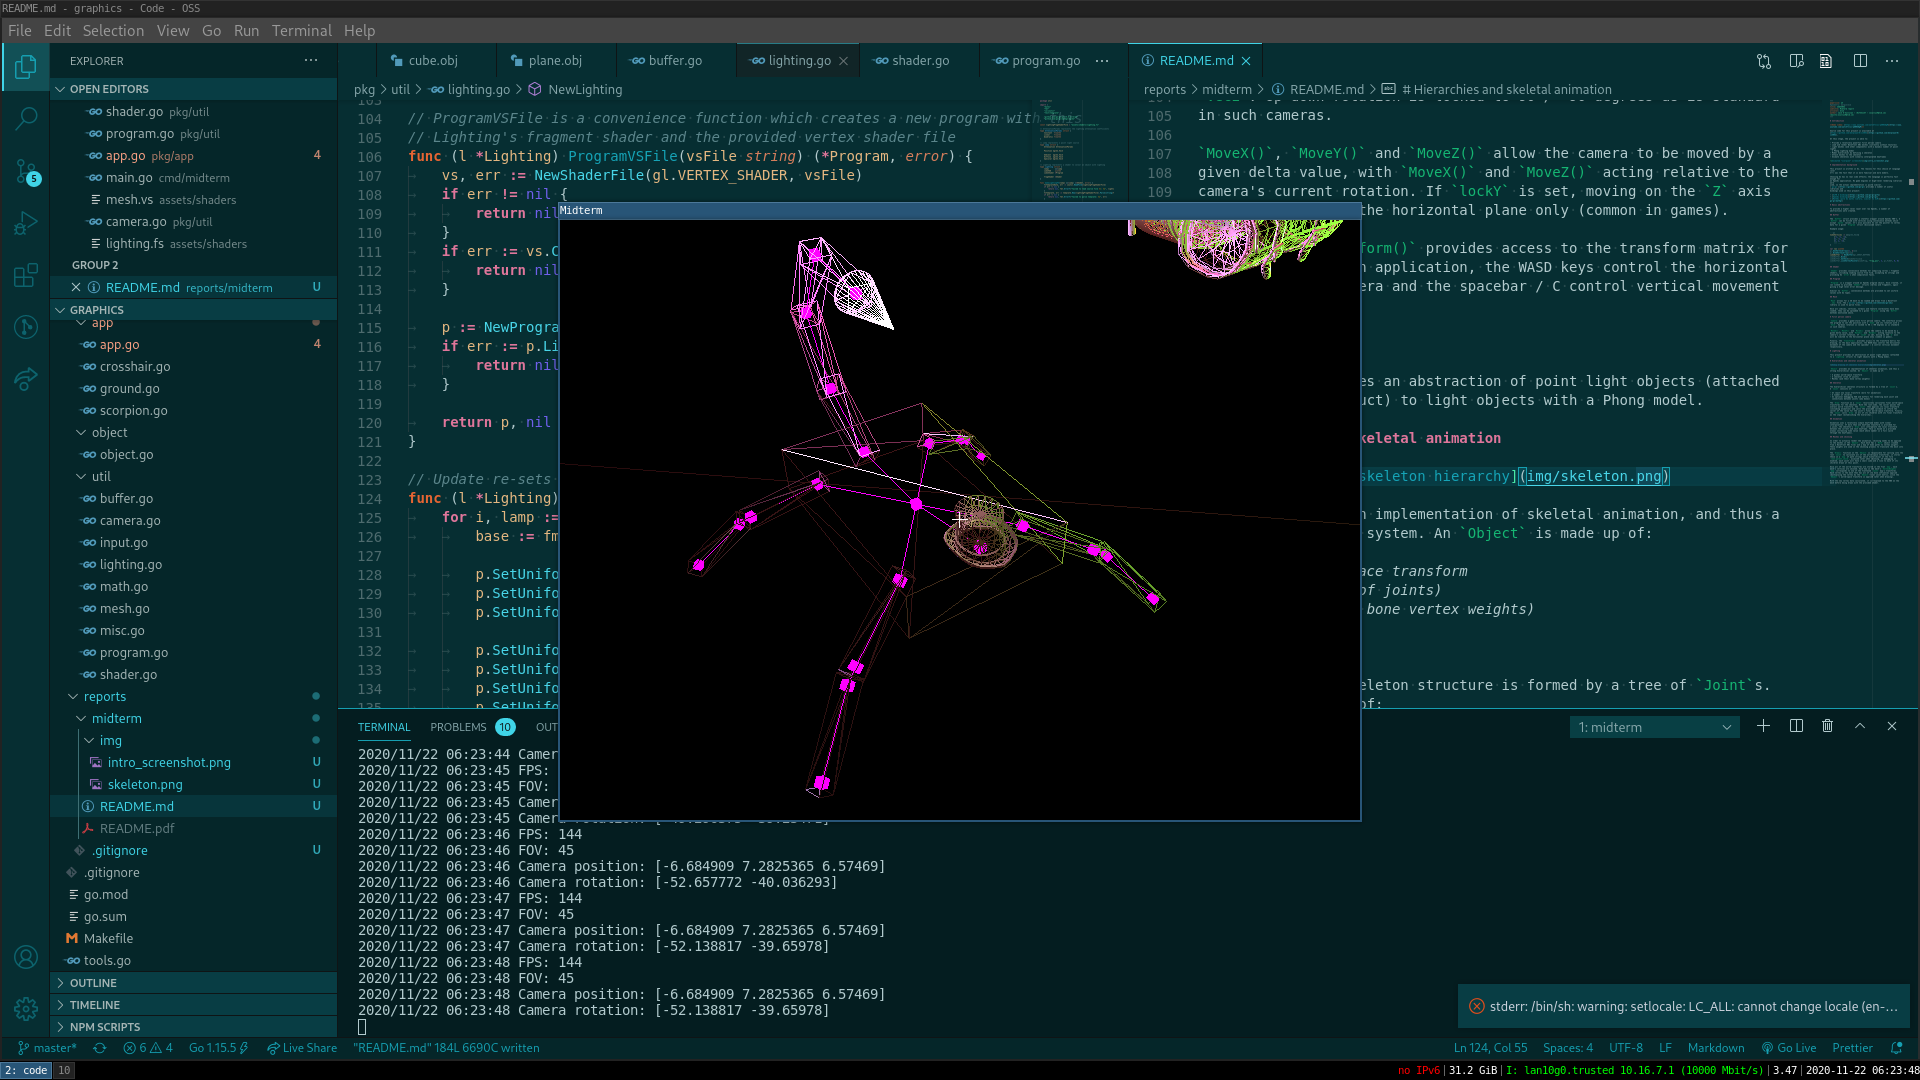 README.md - graphics - Code - OSS
File Edit Selection View Go Run Terminal Help
EXPLORER
OPEN EDITORS
shader.go pkg/util
program.go pkg/util
app.go pkg/app 4
main.go cmd/midterm
mesh.vs assets/shaders
camera.go pkg/util
lighting.fs assets/shaders
GROUP 2
README.md reports/midterm U
GRAPHICS
app
app.go 4
crosshair.go
ground.go
scorpion.go
object
object.go
util
buffer.go
camera.go
input.go
lighting.go
math.go
mesh.go
misc.go
program.go
shader.go
reports
midterm
img
intro_screenshot.png U
skeleton.png U
README.md U
README.pdf
.gitignore U
.gitignore
go.mod
go.sum
Makefile
tools.go
OUTLINE
TIMELINE
NPM SCRIPTS
5
cube.obj plane.obj buffer.go lighting.go shader.go program.go
pkg > util > lighting.go > NewLighting
104 // ProgramVSFile is a convenience function which creates a new program with this
105 // Lighting's fragment shader and the provided vertex shader file
106 func (l *Lighting) ProgramVSFile(vsFile string) (*Program, error) {
107 vs, err := NewShaderFile(gl.VERTEX_SHADER, vsFile)
108 if err != nil {
109 return nil
110 }
111 if err := vs.C
112 return nil
113 }
114
115 p := NewProgra
116 if err := p.Li
117 return nil
118 }
119
120 return p, nil
121 }
122
123 // Update re-sets
124 func (l *Lighting)
125 for i, lamp :=
126 base := fm
127
128 p.SetUnifo
129 p.SetUnifo
130 p.SetUnifo
131
132 p.SetUnifo
133 p.SetUnifo
134 p.SetUnifo
135 p.SetUnifo
README.md
reports > midterm > README.md > # Hierarchies and skeletal animation
105 in such cameras.
106
107 `MoveX()`, `MoveY()` and `MoveZ()` allow the camera to be moved by a
108 given delta value, with `MoveX()` and `MoveZ()` acting relative to the
109 camera's current rotation. If `lockY` is set, moving on the `Z` axis
the horizontal plane only (common in games).
form()` provides access to the transform matrix for
n application, the WASD keys control the horizontal
era and the spacebar / C control vertical movement
es an abstraction of point light objects (attached
uct) to light objects with a Phong model.
keletal animation
skeleton hierarchy](img/skeleton.png)
n implementation of skeletal animation, and thus a
system. An `Object` is made up of:
ace transform
of joints)
bone vertex weights)
eleton structure is formed by a tree of `Joint`s.
of:
Midterm
TERMINAL PROBLEMS 10 OUT
1: midterm
2020/11/22 06:23:44 Camer
2020/11/22 06:23:45 FPS:
2020/11/22 06:23:45 FOV:
2020/11/22 06:23:45 Camer
2020/11/22 06:23:45 Camera
2020/11/22 06:23:46 FPS: 144
2020/11/22 06:23:46 FOV: 45
2020/11/22 06:23:46 Camera position: [-6.684909 7.2825365 6.57469]
2020/11/22 06:23:46 Camera rotation: [-52.657772 -40.036293]
2020/11/22 06:23:47 FPS: 144
2020/11/22 06:23:47 FOV: 45
2020/11/22 06:23:47 Camera position: [-6.684909 7.2825365 6.57469]
2020/11/22 06:23:47 Camera rotation: [-52.138817 -39.65978]
2020/11/22 06:23:48 FPS: 144
2020/11/22 06:23:48 FOV: 45
2020/11/22 06:23:48 Camera position: [-6.684909 7.2825365 6.57469]
2020/11/22 06:23:48 Camera rotation: [-52.138817 -39.65978]
stderr: /bin/sh: warning: setlocale: LC_ALL: cannot change locale (en-...
master* 6 4 Go 1.15.5 Live Share "README.md" 184L 6690C written
Ln 124, Col 55 Spaces: 4 UTF-8 LF Markdown Go Live Prettier
2: code 10
no IPv6|31.2 GiB|I: lan10g0.trusted 10.16.7.1 (10000 Mbit/s)|3.47|2020-11-22 06:23:48